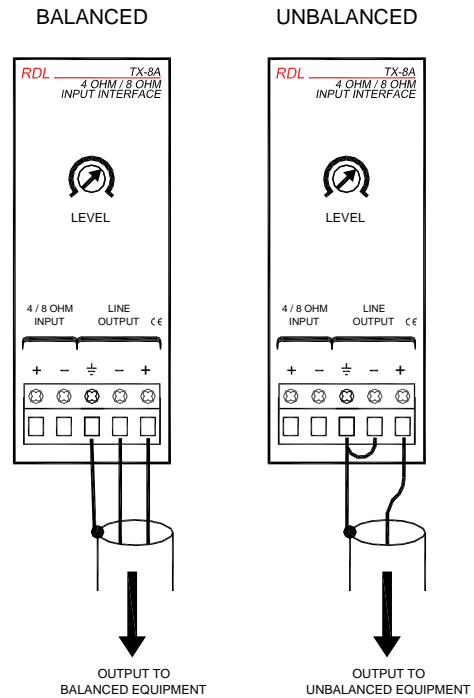 BALANCED UNBALANCED
RDL TX-8A
4 OHM / 8 OHM
INPUT INTERFACE
LEVEL
4 / 8 OHM LINE
INPUT OUTPUT CE
+ − ⏚ − +
OUTPUT TO
BALANCED EQUIPMENT
RDL TX-8A
4 OHM / 8 OHM
INPUT INTERFACE
LEVEL
4 / 8 OHM LINE
INPUT OUTPUT CE
+ − ⏚ − +
OUTPUT TO
UNBALANCED EQUIPMENT